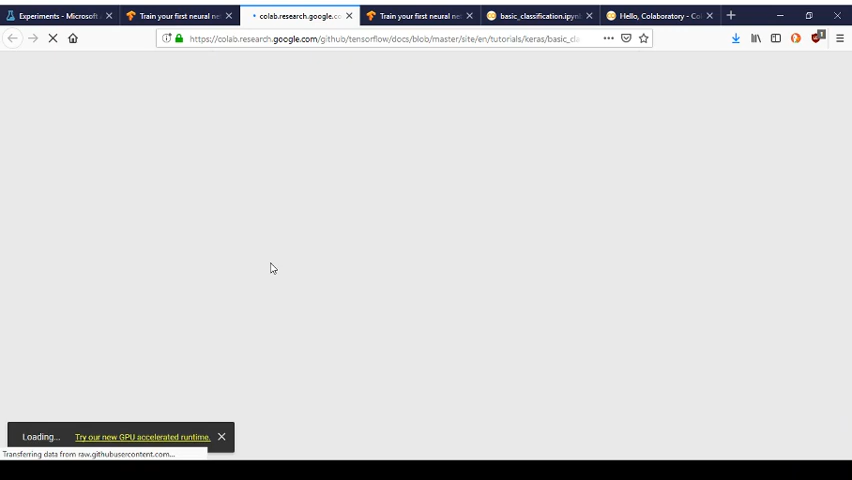 Experiments - Microsoft A
Train your first neural ne
colab.research.google.co
Train your first neural ne
basic_classification.ipynb
Hello, Colaboratory - Col
https://colab.research.google.com/github/tensorflow/docs/blob/master/site/en/tutorials/keras/basic_cla
1
Loading... Try our new GPU accelerated runtime.
Transferring data from raw.githubusercontent.com...